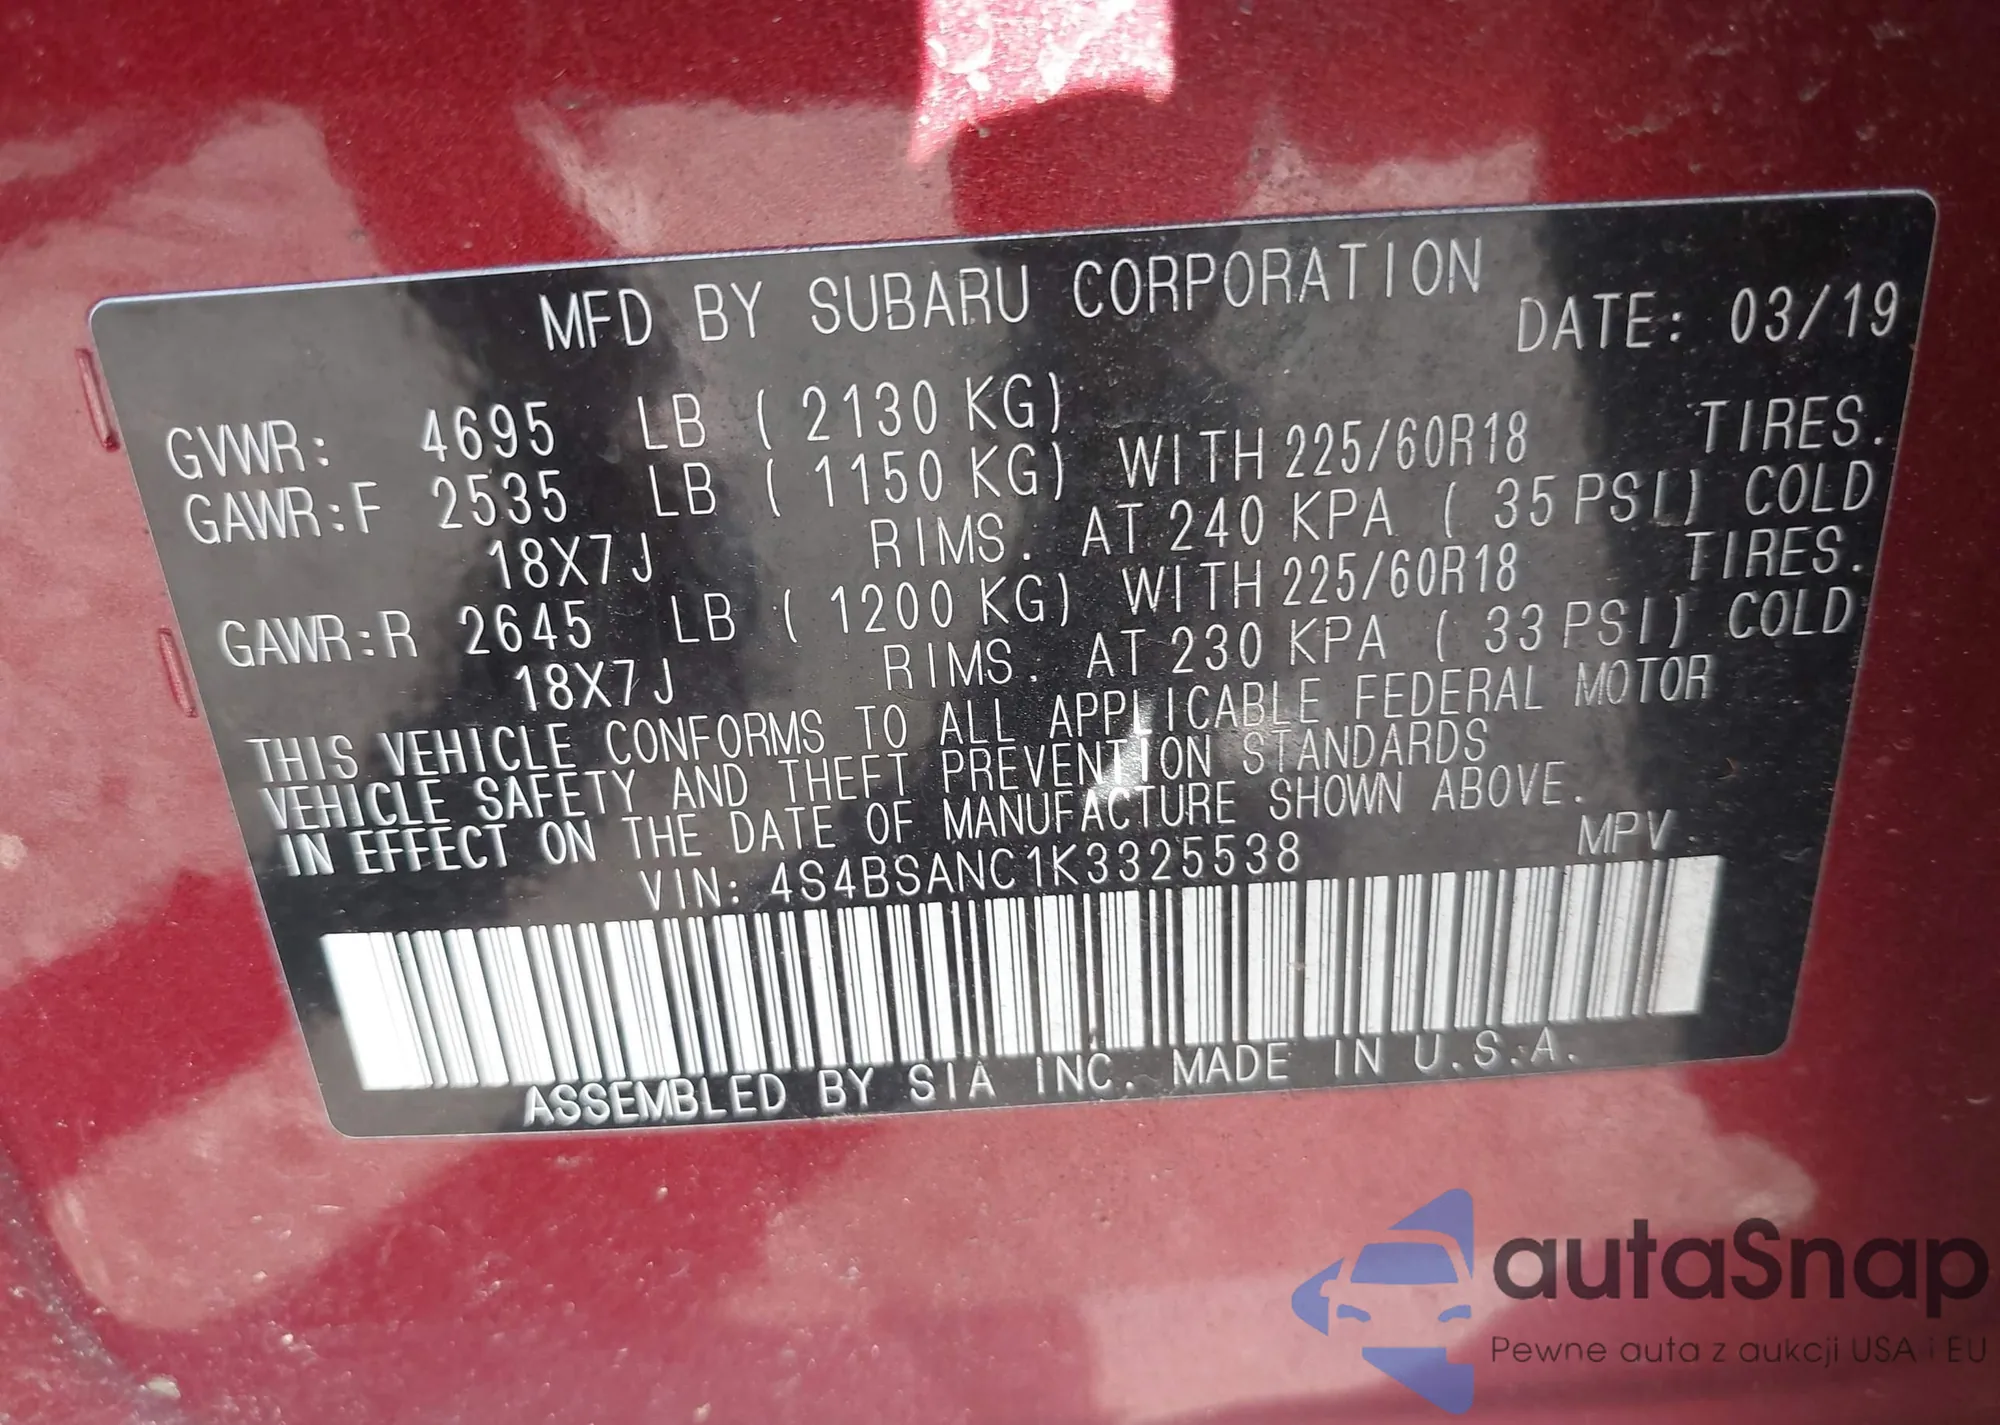 MFD BY SUBARU CORPORATION
DATE: 03/19
GVWR: 4695 LB ( 2130 KG)
GAWR:F 2535 LB ( 1150 KG) WITH 225/60R18 TIRES.
18X7J RIMS. AT 240 KPA ( 35 PSI) COLD
GAWR:R 2645 LB ( 1200 KG) WITH 225/60R18 TIRES.
18X7J RIMS. AT 230 KPA ( 33 PSI) COLD
THIS VEHICLE CONFORMS TO ALL APPLICABLE FEDERAL MOTOR
VEHICLE SAFETY AND THEFT PREVENTION STANDARDS
IN EFFECT ON THE DATE OF MANUFACTURE SHOWN ABOVE.
VIN: 4S4BSANC1K3325538 MPV
ASSEMBLED BY SIA INC. MADE IN U.S.A.
autaSnap
Pewne auta z aukcji USA i EU